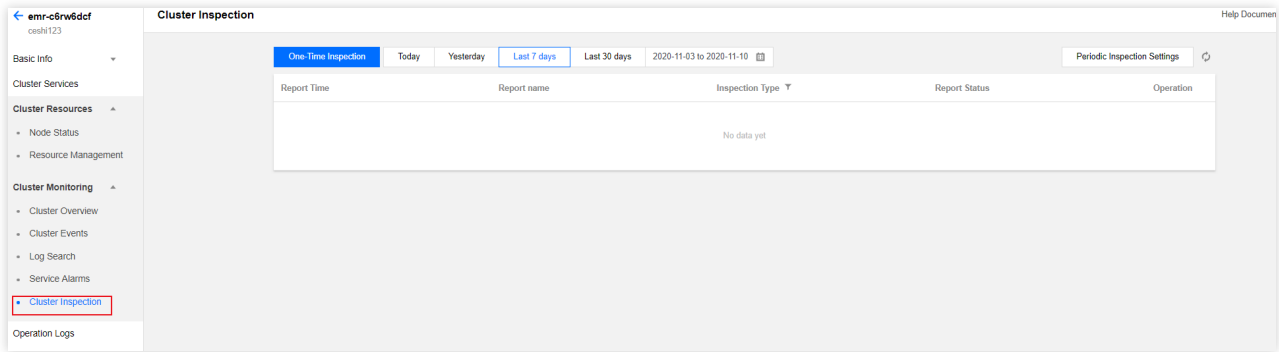 emr-c6rw6dcf
ceshi123
Cluster Inspection
Help Documen
Basic Info
Cluster Services
Cluster Resources
Node Status
Resource Management
Cluster Monitoring
Cluster Overview
Cluster Events
Log Search
Service Alarms
Cluster Inspection
Operation Logs
One-Time Inspection Today Yesterday Last 7 days Last 30 days 2020-11-03 to 2020-11-10 Periodic Inspection Settings
Report Time Report name Inspection Type Report Status Operation
No data yet